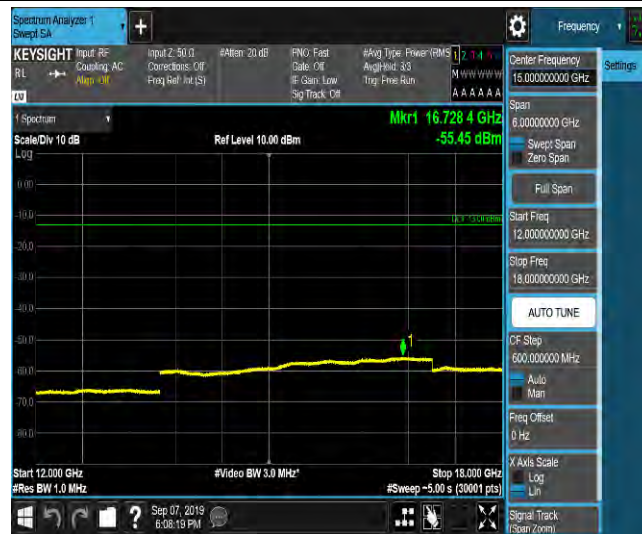 Spectrum Analyzer 1
Swept SA
+
Frequency
KEYSIGHT
RL
Input: RF
Coupling: AC
Align: Off
Input Z: 50 Ω
Corrections: Off
Freq Ref: Int (S)
#Atten: 20 dB
PNO: Fast
Gate: Off
IF Gain: Low
Sig Track: Off
#Avg Type: Power (RMS
Avg|Hold: 3/3
Trig: Free Run
M W W W W W
A A A A A A
LXI
1 Spectrum
Scale/Div 10 dB
Log
Ref Level 10.00 dBm
Mkr1 16.728 4 GHz
-55.45 dBm
0.00
-10.0
-20.0
-30.0
-40.0
-50.0
-60.0
-70.0
-80.0
1
Start 12.000 GHz
#Res BW 1.0 MHz
#Video BW 3.0 MHz*
Stop 18.000 GHz
#Sweep ~5.00 s (30001 pts)
?
Sep 07, 2019
6:08:19 PM
Center Frequency
15.000000000 GHz
Settings
Span
6.00000000 GHz
Swept Span
Zero Span
Full Span
Start Freq
12.000000000 GHz
Stop Freq
18.000000000 GHz
AUTO TUNE
CF Step
600.000000 MHz
Auto
Man
Freq Offset
0 Hz
X Axis Scale
Log
Lin
Signal Track
(Span Zoom)